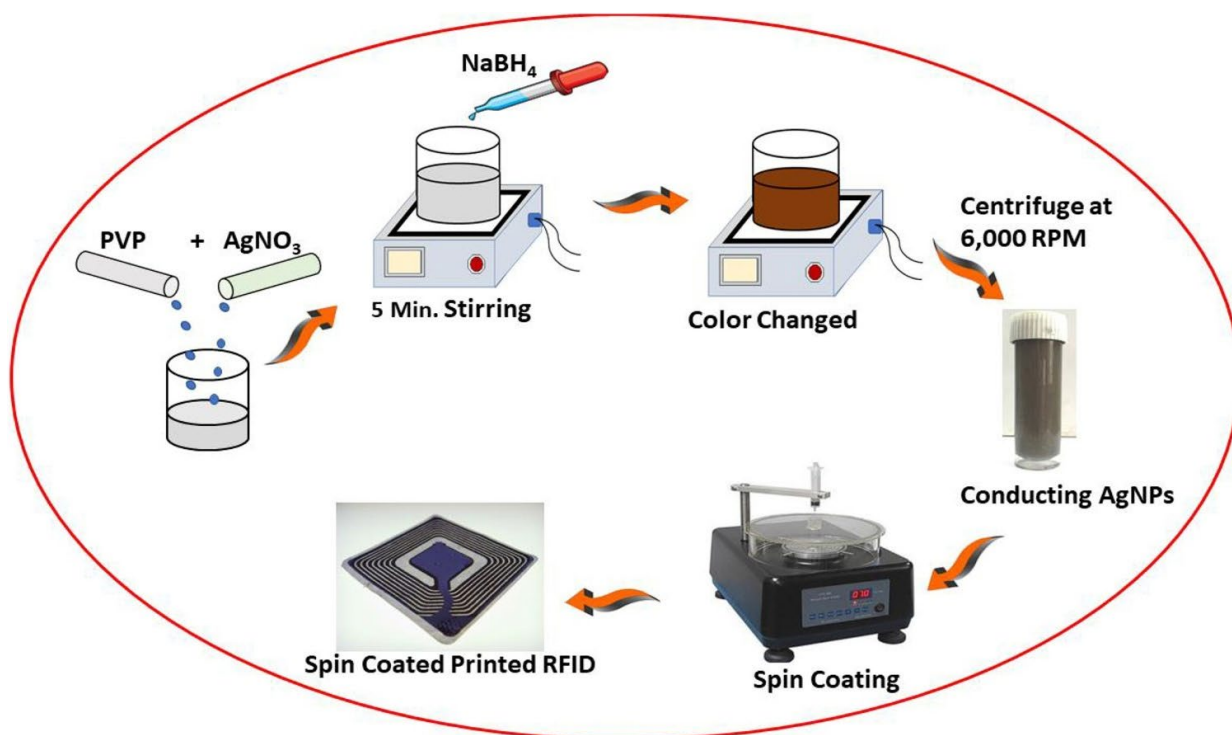 NaBH₄
PVP + AgNO₃
5 Min. Stirring
Color Changed
Centrifuge at
6,000 RPM
Conducting AgNPs
Spin Coating
Spin Coated Printed RFID